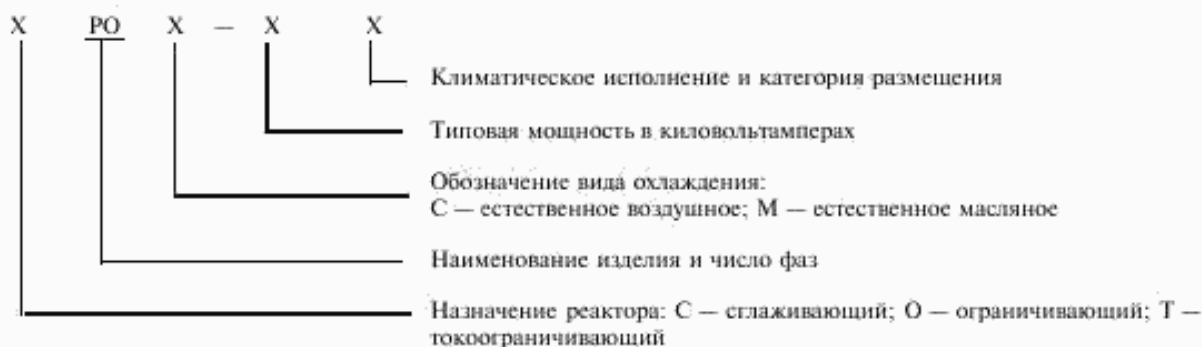 Х РО Х – Х Х
Климатическое исполнение и категория размещения
Типовая мощность в киловольтамперах
Обозначение вида охлаждения:
С — естественное воздушное; М — естественное масляное
Наименование изделия и число фаз
Назначение реактора: С — сглаживающий; О — ограничивающий; Т —
токоограничивающий